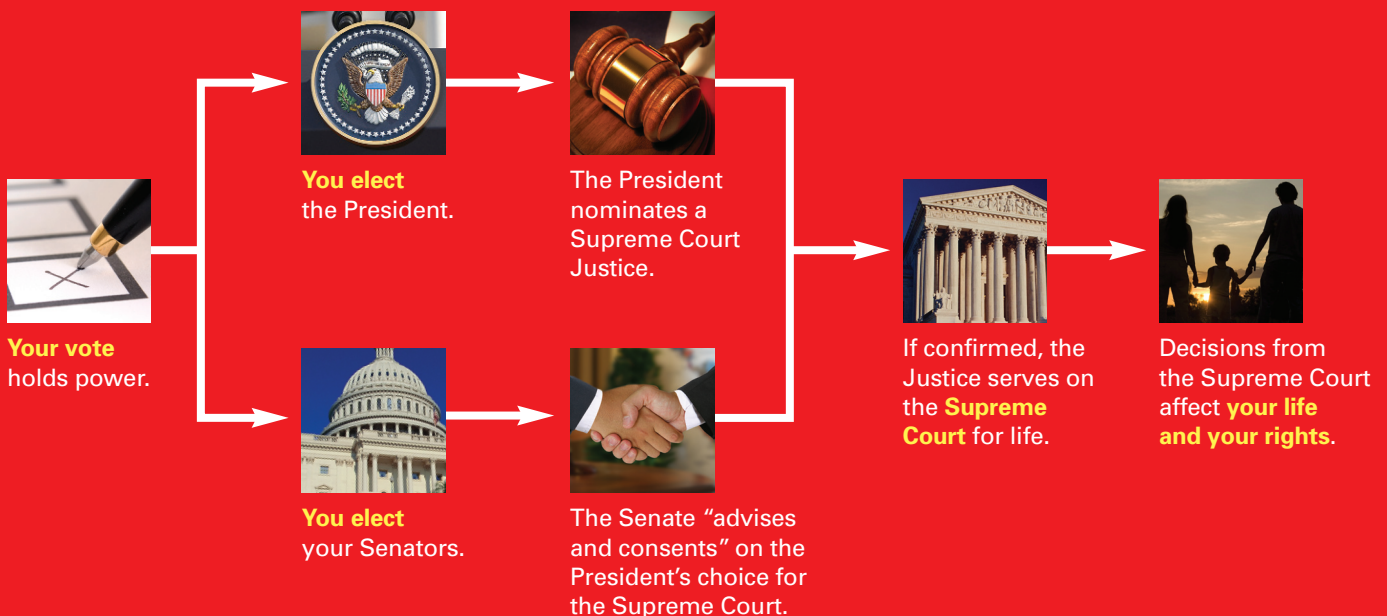 You elect
the President.
The President
nominates a
Supreme Court
Justice.
Your vote
holds power.
If confirmed, the
Justice serves on
the Supreme
Court for life.
Decisions from
the Supreme Court
affect your life
and your rights.
You elect
your Senators.
The Senate “advises
and consents” on the
President’s choice for
the Supreme Court.